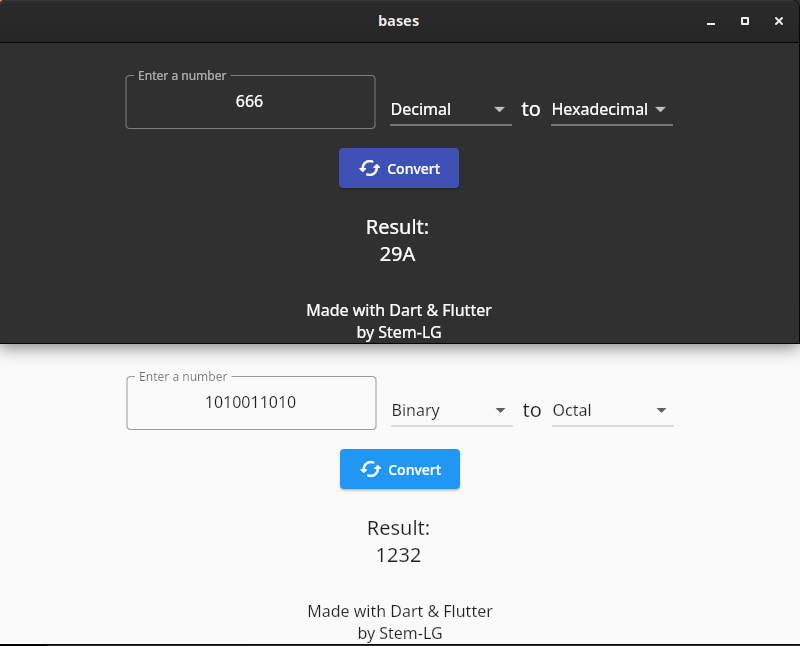 bases
Enter a number
666
Decimal to Hexadecimal
Convert
Result:
29A
Made with Dart & Flutter
by Stem-LG
Enter a number
1010011010
Binary to Octal
Convert
Result:
1232
Made with Dart & Flutter
by Stem-LG